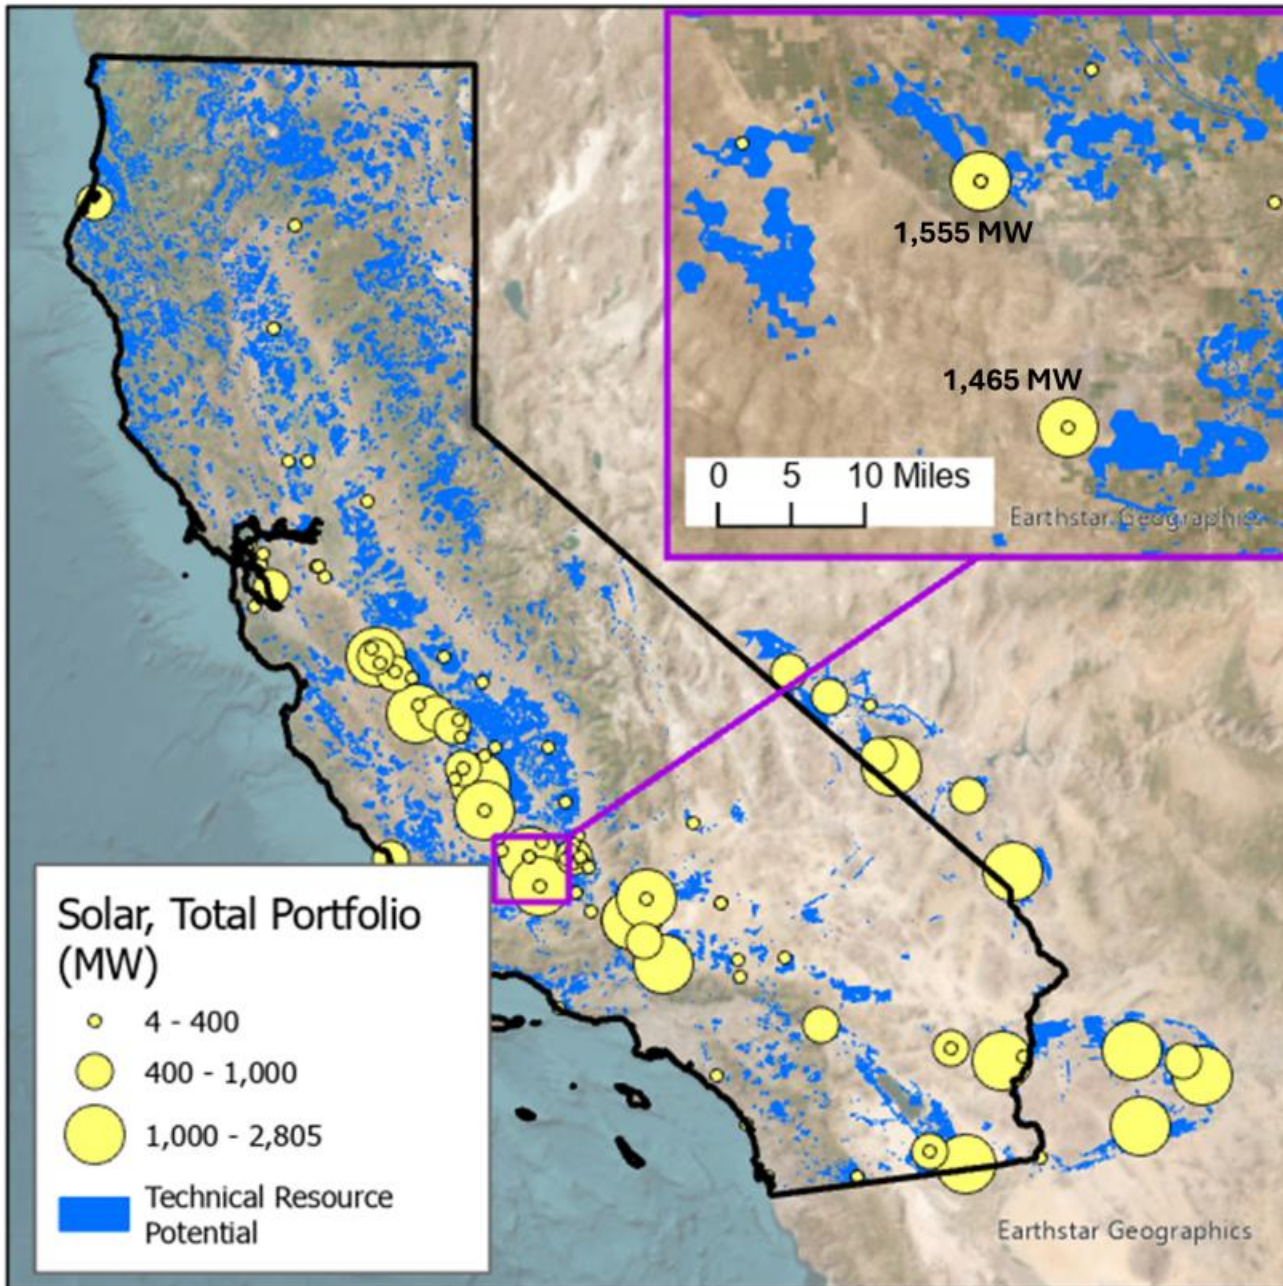 1,555 MW
1,465 MW
0 5 10 Miles
Earthstar Geographics
Solar, Total Portfolio
(MW)
4 - 400
400 - 1,000
1,000 - 2,805
Technical Resource
Potential
Earthstar Geographics